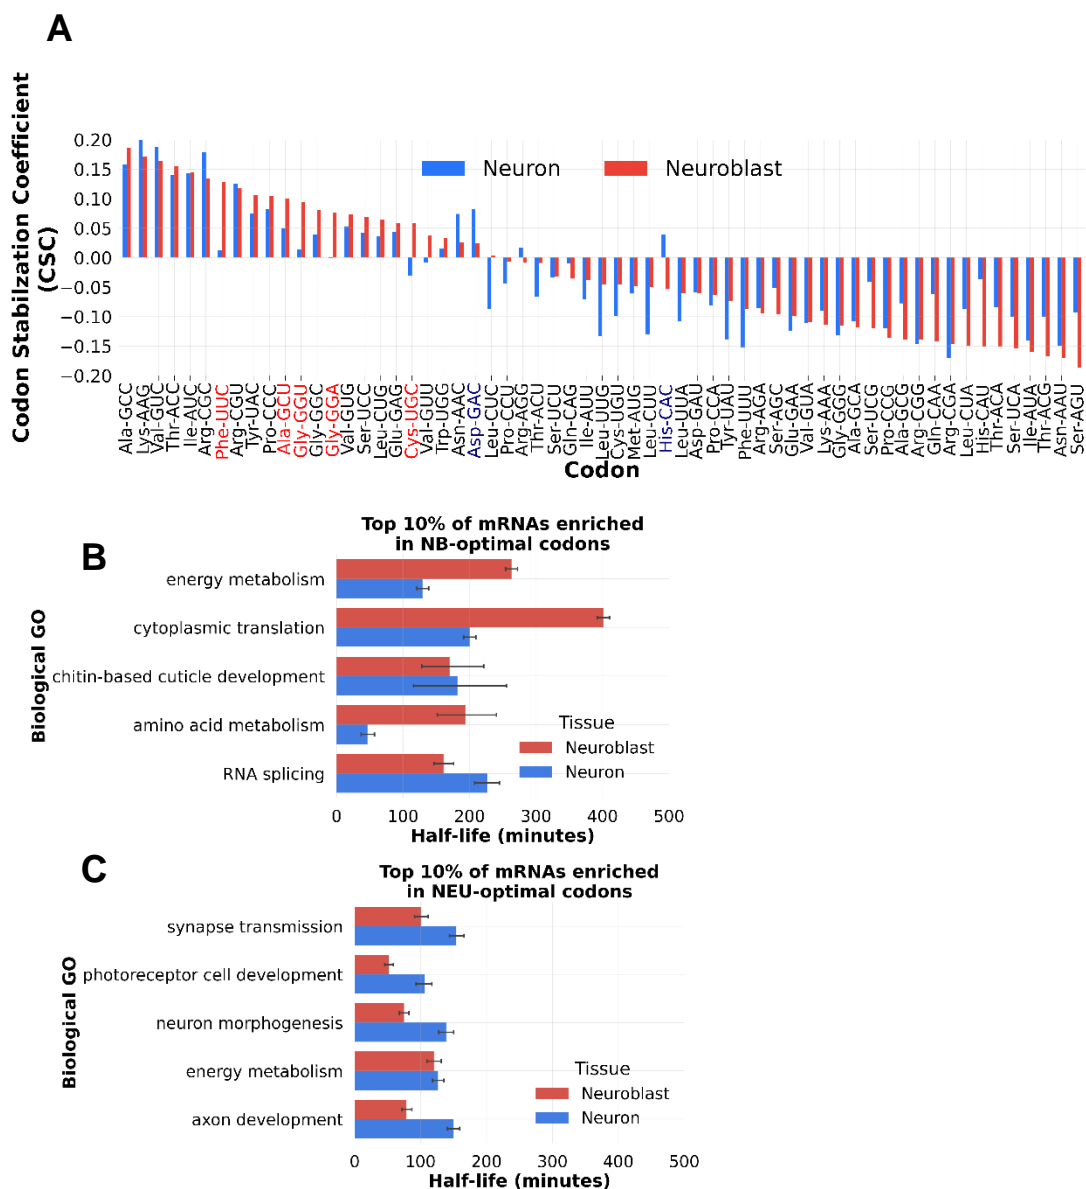 A
Codon Stabilzation Coefficient
(CSC)
0.20
0.15
0.10
0.05
0.00
−0.05
−0.10
−0.15
−0.20
Neuron
Neuroblast
Ala-GCC
Lys-AAG
Val-GUC
Thr-ACC
Ile-AUC
Arg-CGC
Phe-UUC
Arg-CGU
Tyr-UAC
Pro-CCC
Ala-GCU
Gly-GGU
Gly-GGC
Gly-GGA
Val-GUG
Ser-UCC
Leu-CUG
Glu-GAG
Cys-UGC
Val-GUU
Trp-UGG
Asn-AAC
Asp-GAC
Leu-CUC
Pro-CCU
Arg-AGG
Thr-ACU
Ser-UCU
Gln-CAG
Ile-AUU
Leu-UUG
Cys-UGU
Met-AUG
Leu-CUU
His-CAC
Leu-UUA
Asp-GAU
Pro-CCA
Tyr-UAU
Phe-UUU
Arg-AGA
Ser-AGC
Glu-GAA
Val-GUA
Lys-AAA
Gly-GGG
Ala-GCA
Ser-UCG
Pro-CCG
Ala-GCG
Arg-CGG
Gln-CAA
Arg-CGA
Leu-CUA
His-CAU
Thr-ACA
Ser-UCA
Ile-AUA
Thr-ACG
Asn-AAU
Ser-AGU
Codon
B
Top 10% of mRNAs enriched
in NB-optimal codons
Biological GO
energy metabolism
cytoplasmic translation
chitin-based cuticle development
amino acid metabolism
RNA splicing
Tissue
Neuroblast
Neuron
0 100 200 300 400 500
Half-life (minutes)
C
Top 10% of mRNAs enriched
in NEU-optimal codons
Biological GO
synapse transmission
photoreceptor cell development
neuron morphogenesis
energy metabolism
axon development
Tissue
Neuroblast
Neuron
0 100 200 300 400 500
Half-life (minutes)